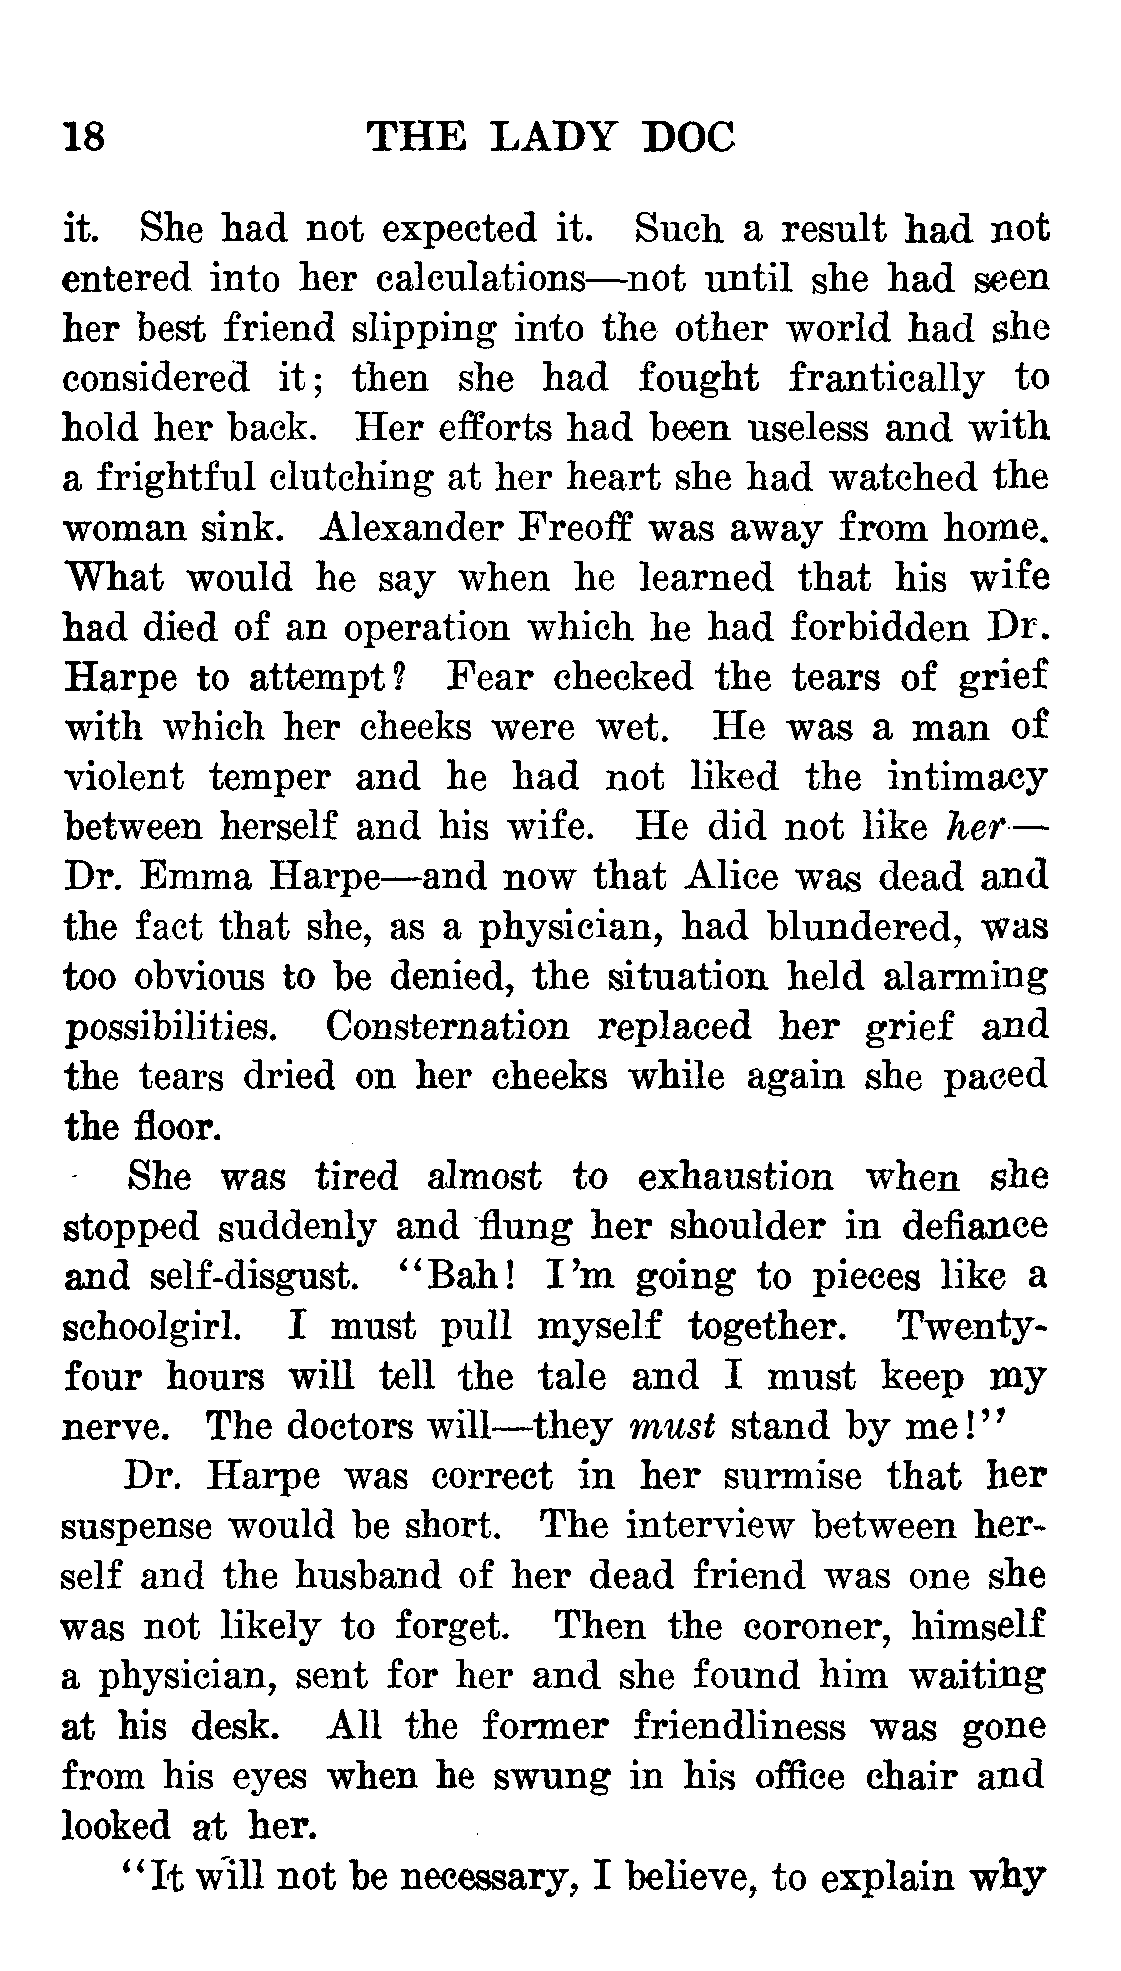 18 THE LADY DOC
it. She had not expected it. Such a result had not
entered into her calculations—not until she had seen
her best friend slipping into the other world had she
considered it; then she had fought frantically to
hold her back. Her efforts had been useless and with
a frightful clutching at her heart she had watched the
woman sink. Alexander Freoff was away from home.
What would he say when he learned that his wife
had died of an operation which he had forbidden Dr.
Harpe to attempt? Fear checked the tears of grief
with which her cheeks were wet. He was a man of
violent temper and he had not liked the intimacy
between herself and his wife. He did not like her—
Dr. Emma Harpe—and now that Alice was dead and
the fact that she, as a physician, had blundered, was
too obvious to be denied, the situation held alarming
possibilities. Consternation replaced her grief and
the tears dried on her cheeks while again she paced
the floor.
She was tired almost to exhaustion when she
stopped suddenly and flung her shoulder in defiance
and self-disgust. "Bah! I'm going to pieces like a
schoolgirl. I must pull myself together. Twenty-
four hours will tell the tale and I must keep my
nerve. The doctors will—they must stand by me!"
Dr. Harpe was correct in her surmise that her
suspense would be short. The interview between her-
self and the husband of her dead friend was one she
was not likely to forget. Then the coroner, himself
a physician, sent for her and she found him waiting
at his desk. All the former friendliness was gone
from his eyes when he swung in his office chair and
looked at her.
"It will not be necessary, I believe, to explain why